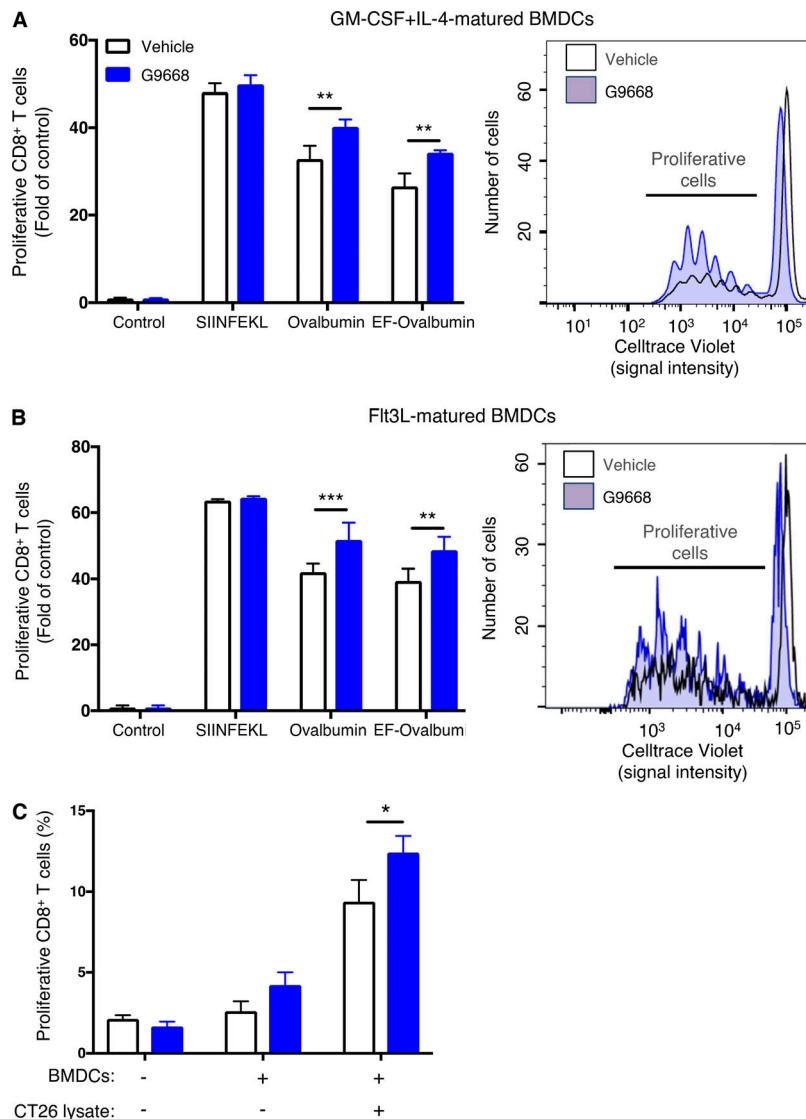 A
GM-CSF+IL-4-matured BMDCs
Proliferative CD8+ T cells
(Fold of control)
60
40
20
0
Vehicle
G9668
**
**
Control
SIINFEKL
Ovalbumin
EF-Ovalbumin
Number of cells
60
40
20
0
Vehicle
G9668
Proliferative
cells
10¹
10²
10³
10⁴
10⁵
Celltrace Violet
(signal intensity)
B
Flt3L-matured BMDCs
Proliferative CD8+ T cells
(Fold of control)
80
60
40
20
0
***
**
Control
SIINFEKL
Ovalbumin
EF-Ovalbumi
Number of cells
60
30
20
0
Vehicle
G9668
Proliferative
cells
10³
10⁴
10⁵
Celltrace Violet
(signal intensity)
C
Proliferative CD8+ T cells (%)
15
10
5
0
*
BMDCs: - + +
CT26 lysate: - - +